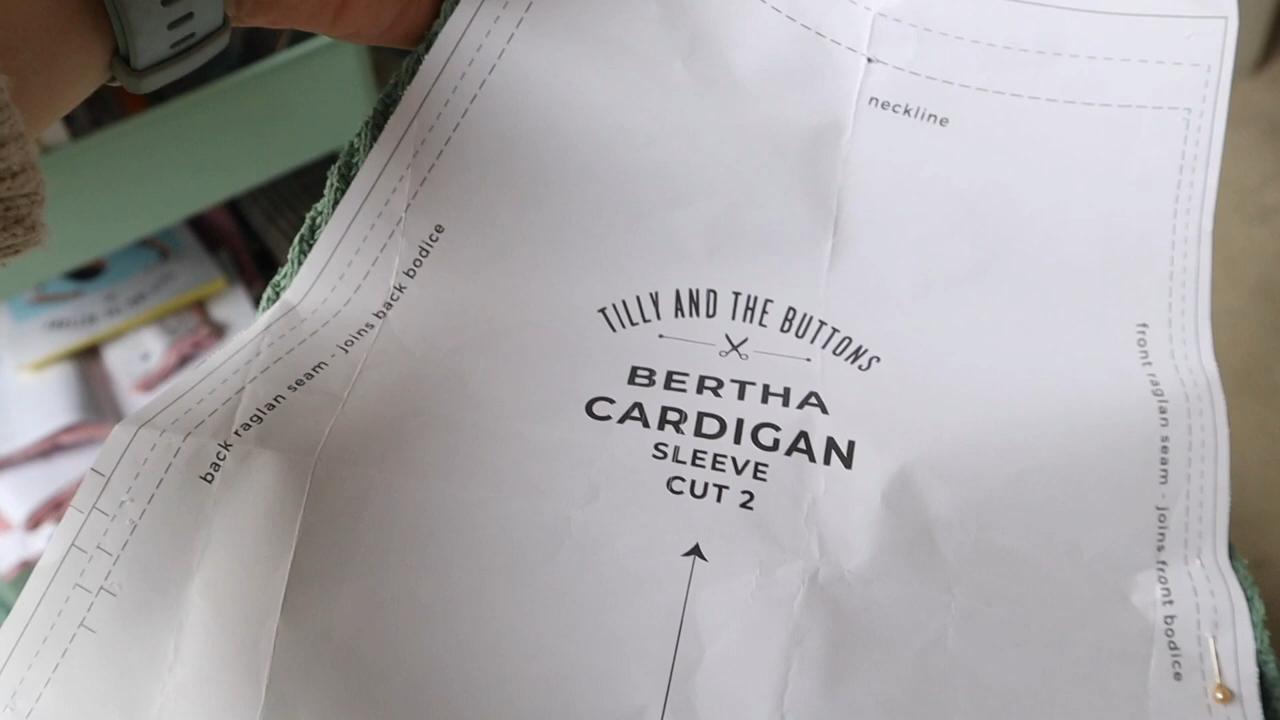 neckline
back raglan seam - joins back bodice
TILLY AND THE BUTTONS
BERTHA
CARDIGAN
SLEEVE
CUT 2
front raglan seam - joins front bodice